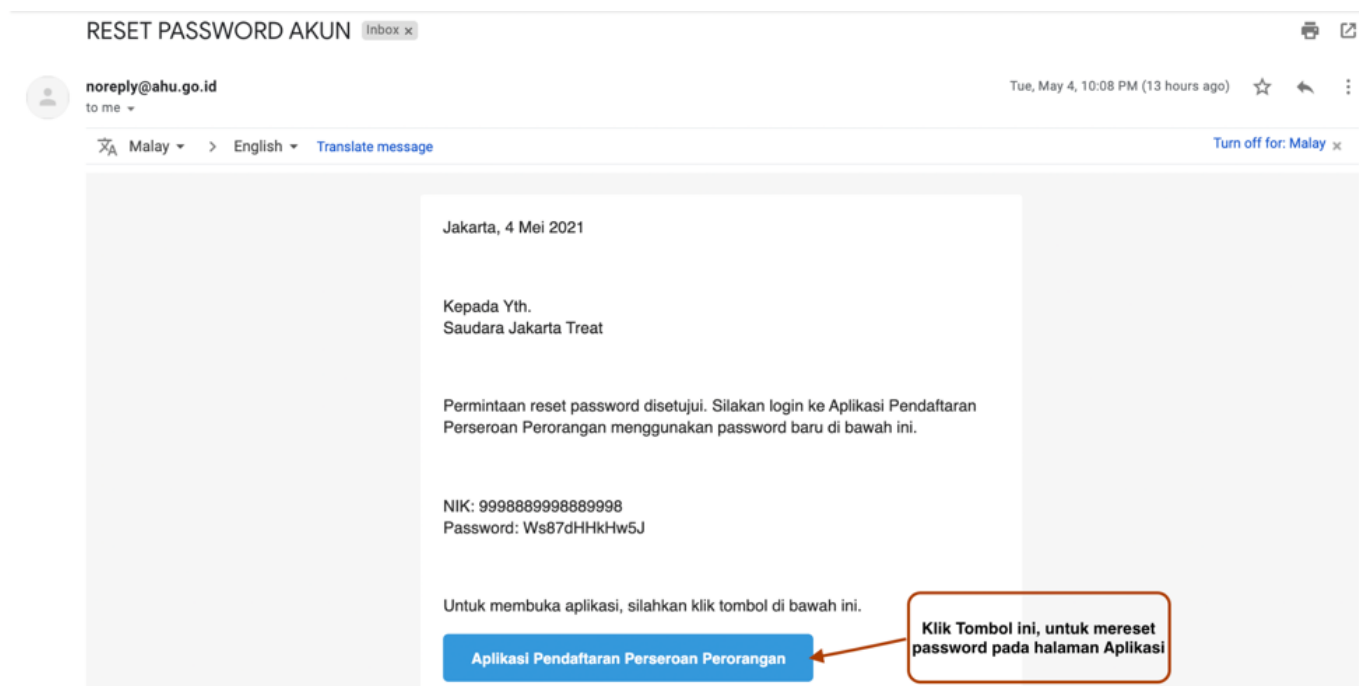 RESET PASSWORD AKUN Inbox x
noreply@ahu.go.id
Tue, May 4, 10:08 PM (13 hours ago)
to me
Malay > English Translate message
Turn off for: Malay x
Jakarta, 4 Mei 2021
Kepada Yth.
Saudara Jakarta Treat
Permintaan reset password disetujui. Silakan login ke Aplikasi Pendaftaran
Perseroan Perorangan menggunakan password baru di bawah ini.
NIK: 9998889998889998
Password: Ws87dHHkHw5J
Untuk membuka aplikasi, silahkan klik tombol di bawah ini.
Aplikasi Pendaftaran Perseroan Perorangan
Klik Tombol ini, untuk mereset
password pada halaman Aplikasi